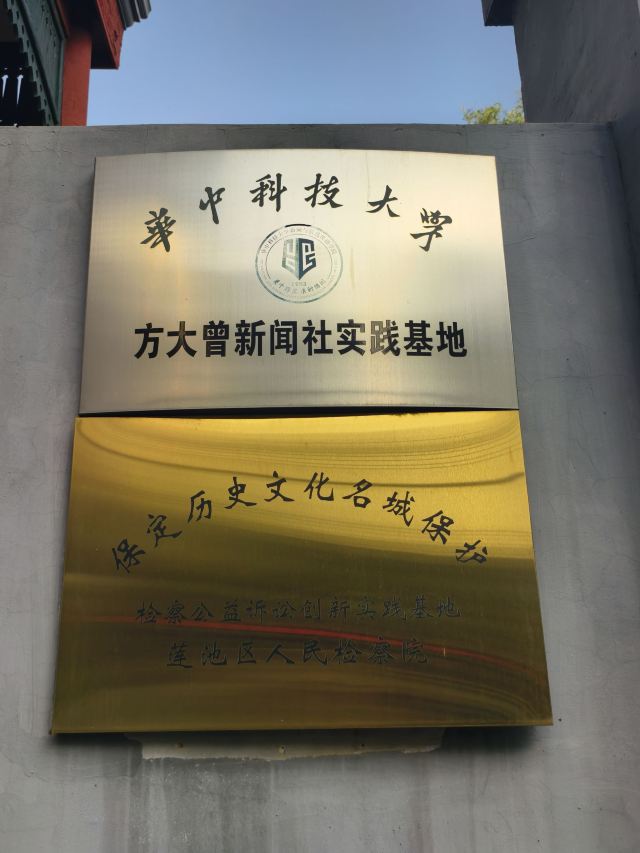 華中科技大学
1983
方大曾新闻社实践基地
保定历史文化名城保护
检察公益诉讼创新实践基地
莲池区人民检察院